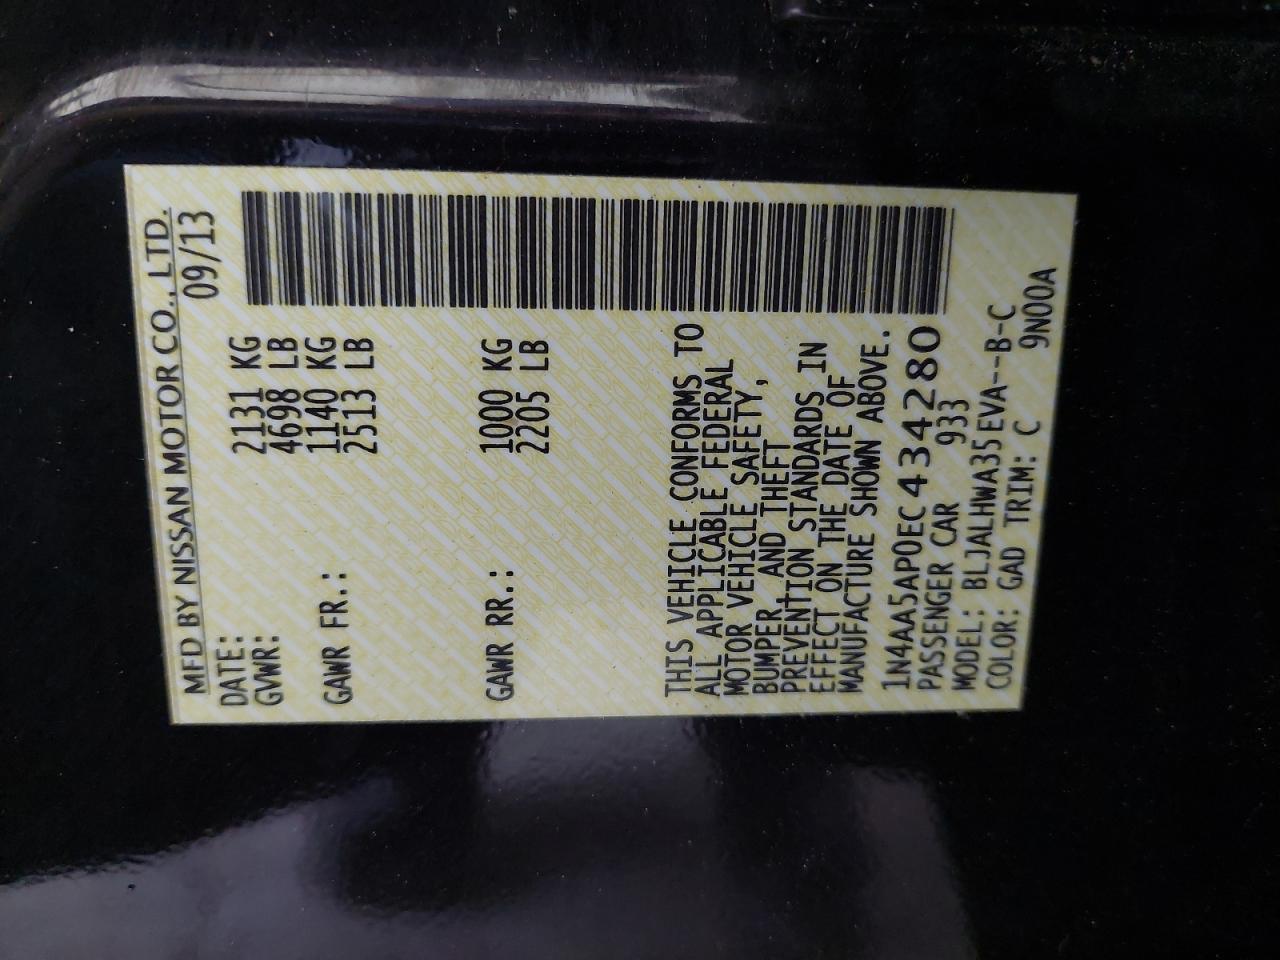 MFD BY NISSAN MOTOR CO., LTD.
DATE: 09/13
GVWR: 2131 KG
4698 LB
GAWR FR.: 1140 KG
2513 LB
GAWR RR.: 1000 KG
2205 LB
THIS VEHICLE CONFORMS TO
ALL APPLICABLE FEDERAL
MOTOR VEHICLE SAFETY,
BUMPER, AND THEFT
PREVENTION STANDARDS IN
EFFECT ON THE DATE OF
MANUFACTURE SHOWN ABOVE.
1N4AA5AP0EC434280
PASSENGER CAR 933
MODEL: BLJALHWA35EVA--B-C
COLOR: GAD TRIM: C 9N00A